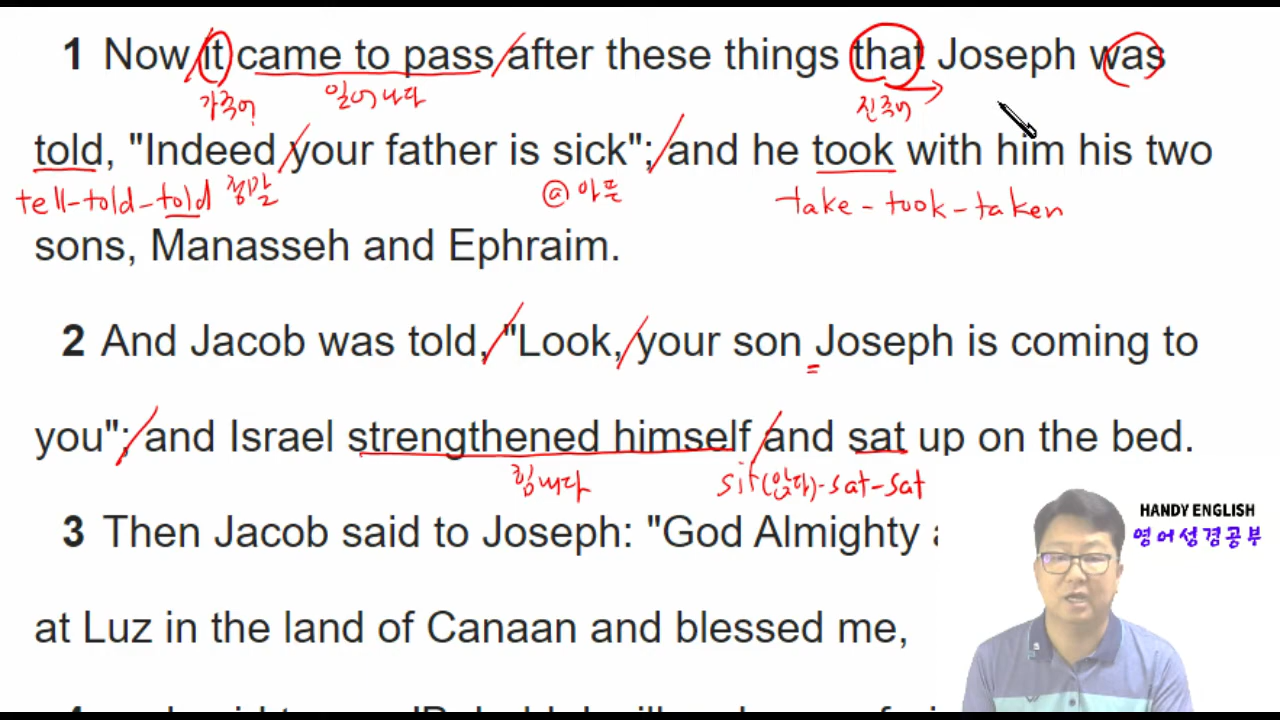 1 Now it came to pass after these things that Joseph was
가주어 일어나다 진주어
told, "Indeed your father is sick"; and he took with him his two
tell-told-told 정말 ⓐ 아픈 take-took-taken
sons, Manasseh and Ephraim.
2 And Jacob was told, "Look, your son Joseph is coming to
you"; and Israel strengthened himself and sat up on the bed.
힘내다 sit(앉다)-sat-sat
3 Then Jacob said to Joseph: "God Almighty
HANDY ENGLISH
영어성경공부
at Luz in the land of Canaan and blessed me,